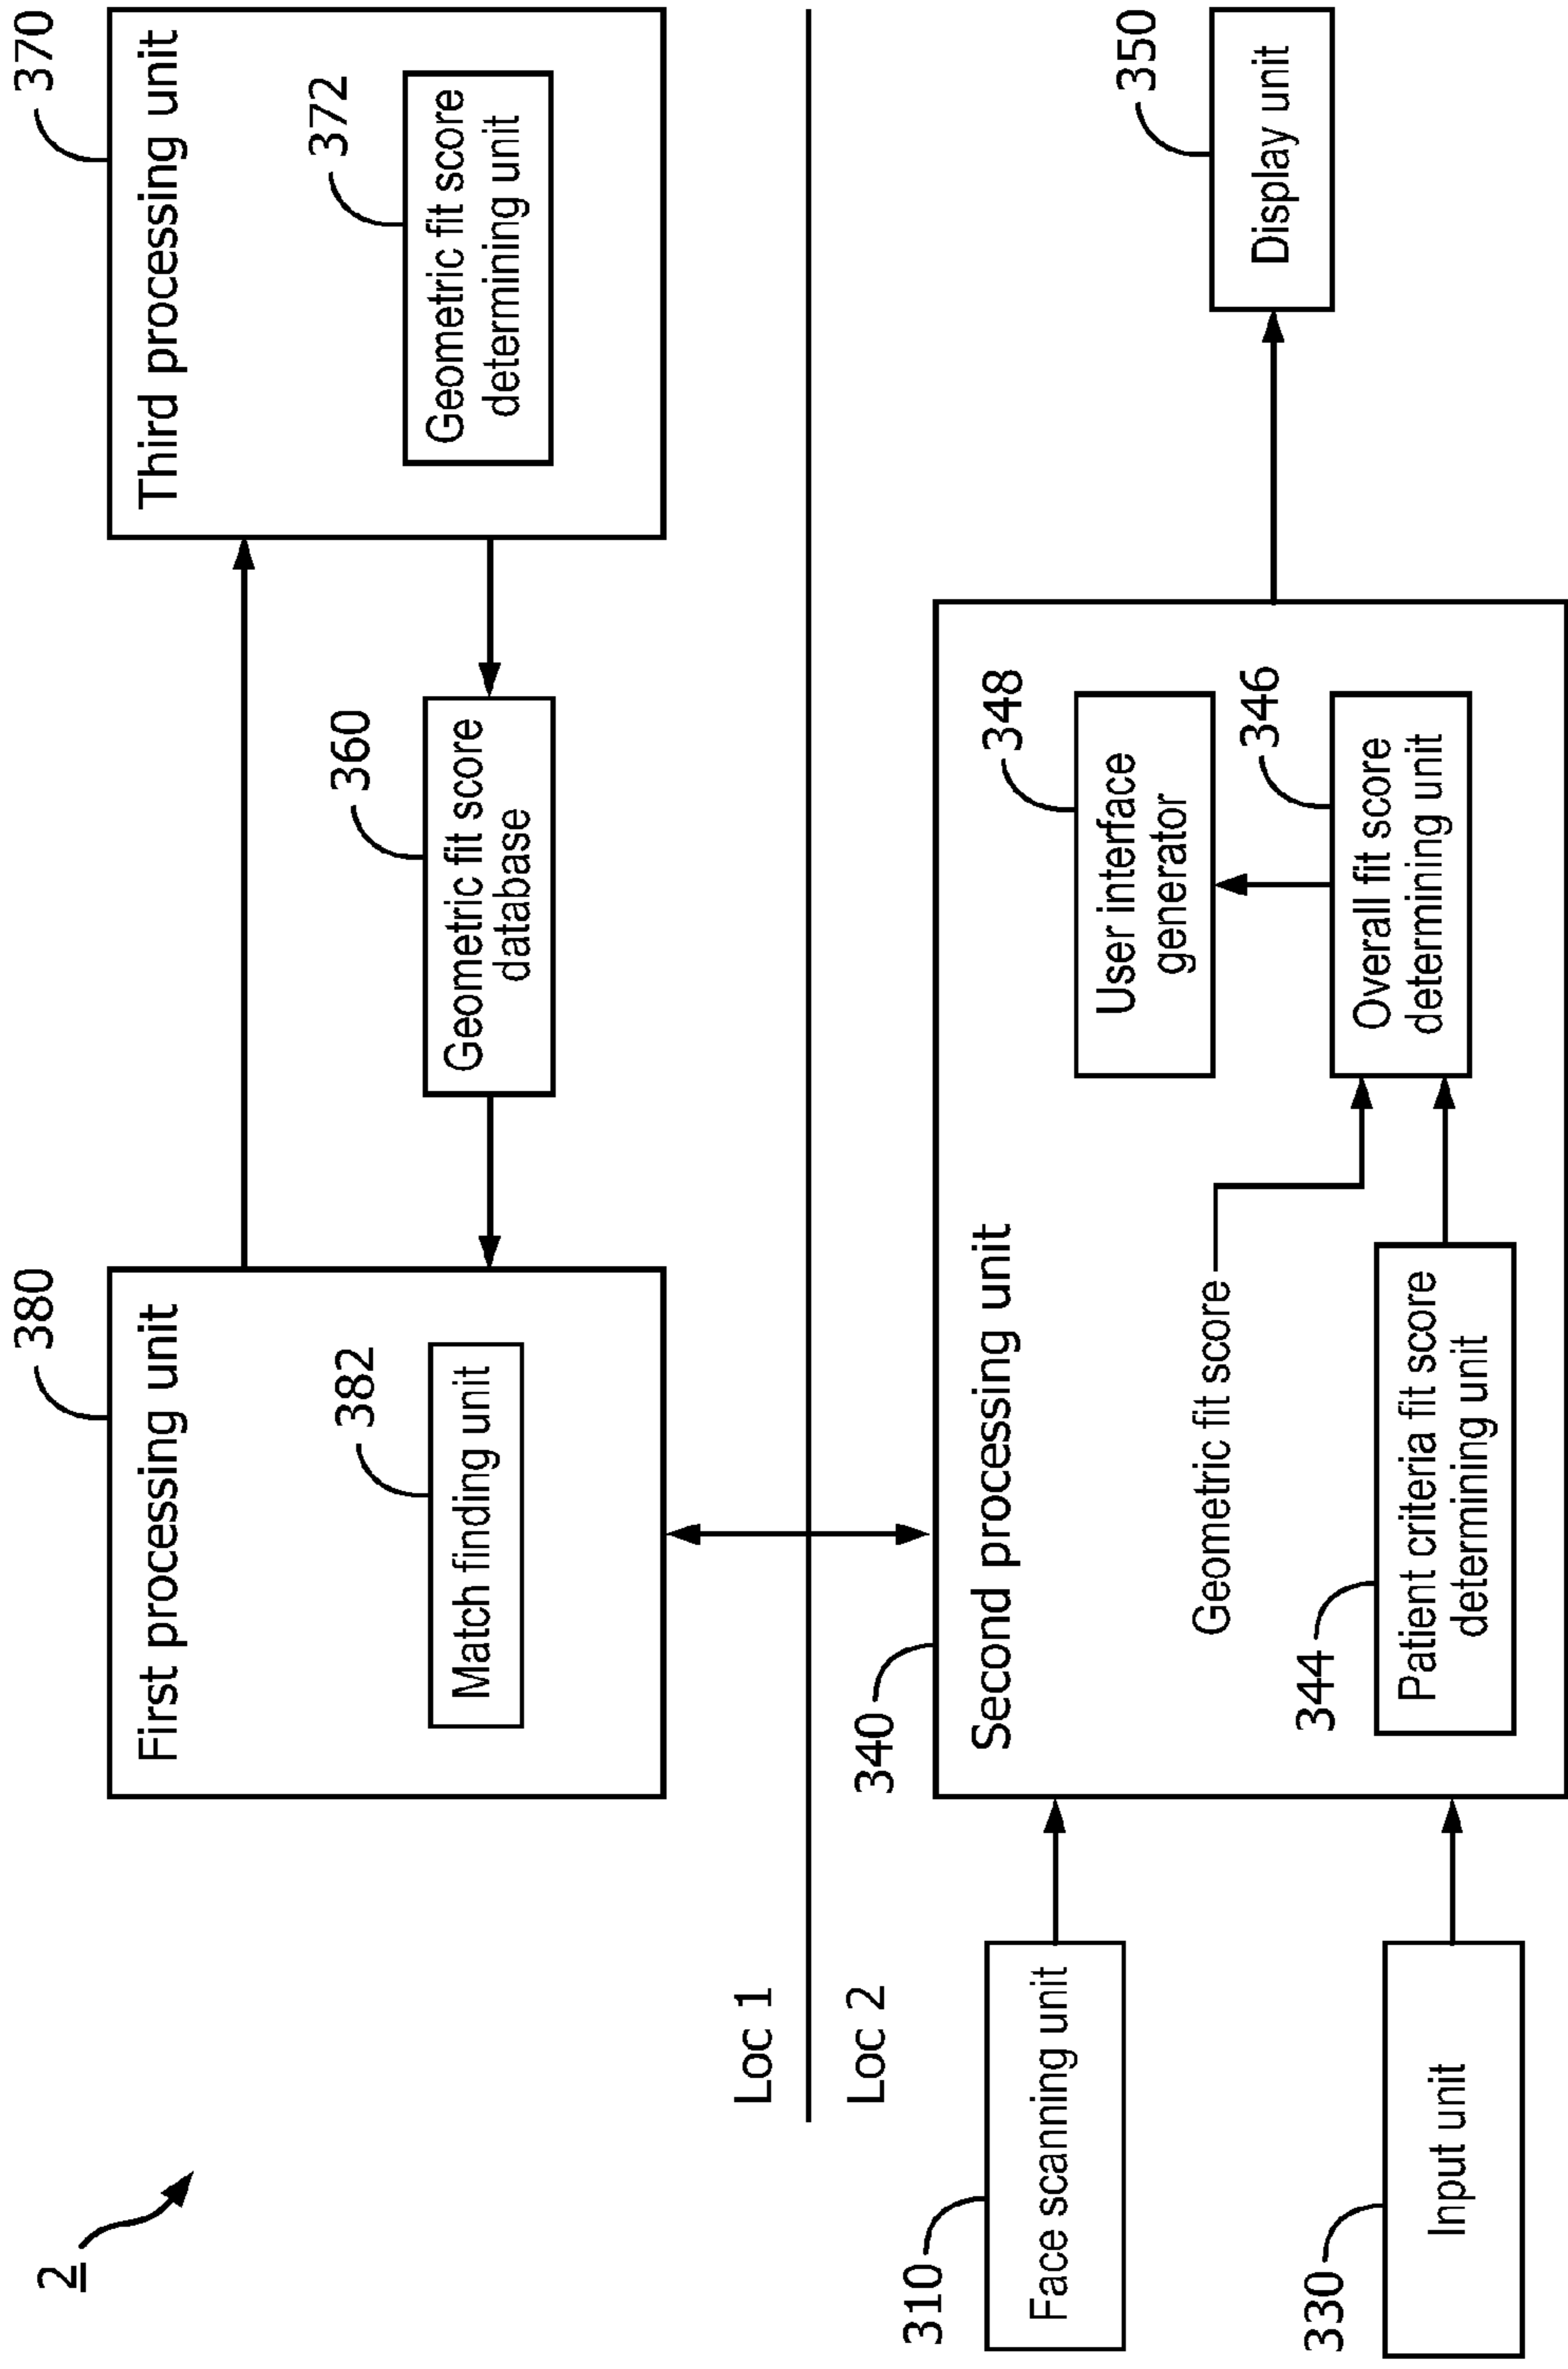 2
380
First processing unit
382
Match finding unit
360
Geometric fit score
database
370
Third processing unit
372
Geometric fit score
determining unit
Loc 1
Loc 2
310
Face scanning unit
330
Input unit
340
Second processing unit
Geometric fit score
344
Patient criteria fit score
determining unit
348
User interface
generator
346
Overall fit score
determining unit
350
Display unit